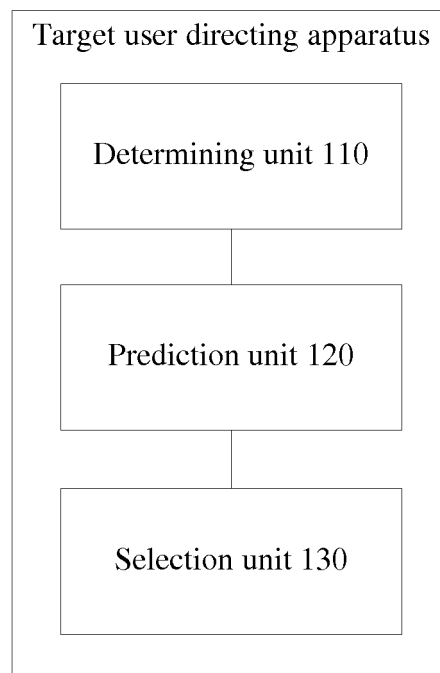 Target user directing apparatus
Determining unit 110
Prediction unit 120
Selection unit 130